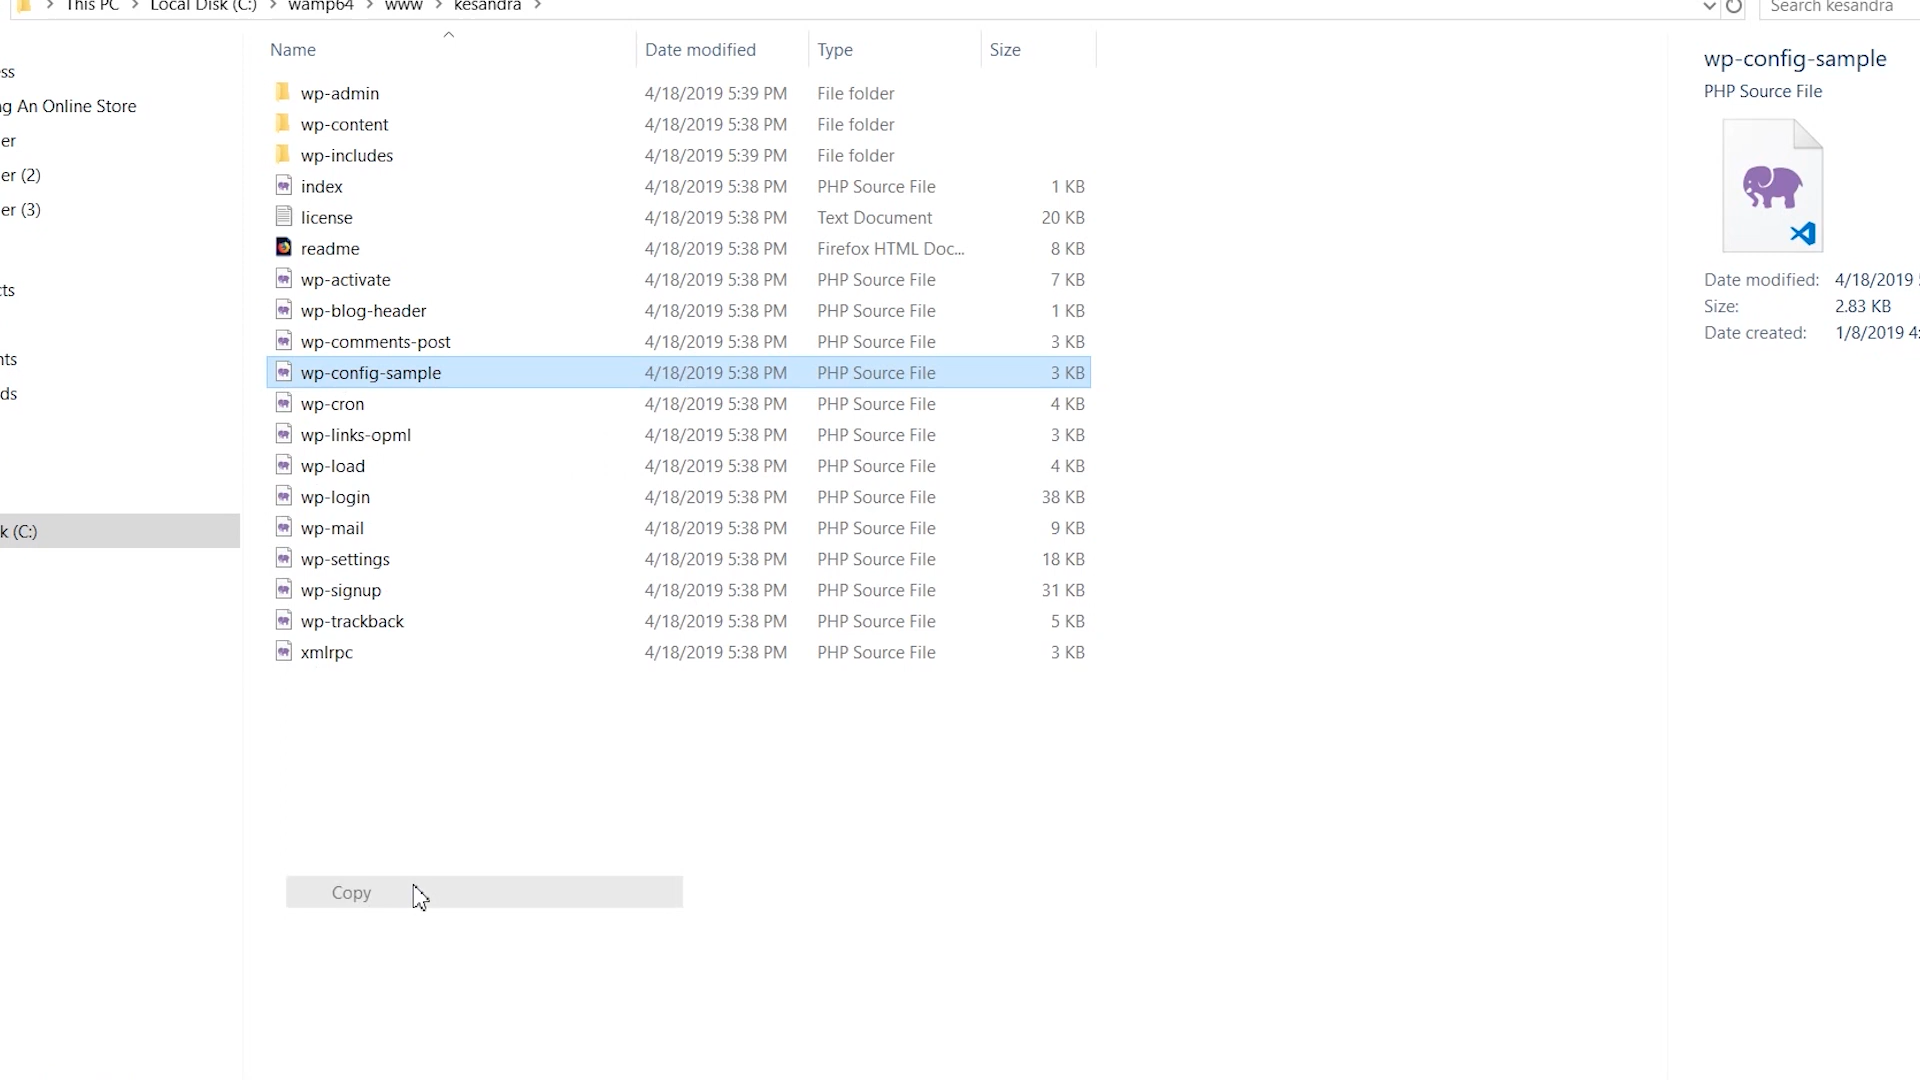 This PC > Local Disk (C:) > wamp64 > www > kesandra >
Search kesandra
ss
g An Online Store
er
er (2)
er (3)
ts
nts
ds
k (C:)
Name Date modified Type Size
wp-admin 4/18/2019 5:39 PM File folder
wp-content 4/18/2019 5:38 PM File folder
wp-includes 4/18/2019 5:39 PM File folder
index 4/18/2019 5:38 PM PHP Source File 1 KB
license 4/18/2019 5:38 PM Text Document 20 KB
readme 4/18/2019 5:38 PM Firefox HTML Doc... 8 KB
wp-activate 4/18/2019 5:38 PM PHP Source File 7 KB
wp-blog-header 4/18/2019 5:38 PM PHP Source File 1 KB
wp-comments-post 4/18/2019 5:38 PM PHP Source File 3 KB
wp-config-sample 4/18/2019 5:38 PM PHP Source File 3 KB
wp-cron 4/18/2019 5:38 PM PHP Source File 4 KB
wp-links-opml 4/18/2019 5:38 PM PHP Source File 3 KB
wp-load 4/18/2019 5:38 PM PHP Source File 4 KB
wp-login 4/18/2019 5:38 PM PHP Source File 38 KB
wp-mail 4/18/2019 5:38 PM PHP Source File 9 KB
wp-settings 4/18/2019 5:38 PM PHP Source File 18 KB
wp-signup 4/18/2019 5:38 PM PHP Source File 31 KB
wp-trackback 4/18/2019 5:38 PM PHP Source File 5 KB
xmlrpc 4/18/2019 5:38 PM PHP Source File 3 KB
Copy
wp-config-sample
PHP Source File
Date modified: 4/18/2019
Size: 2.83 KB
Date created: 1/8/2019 4: